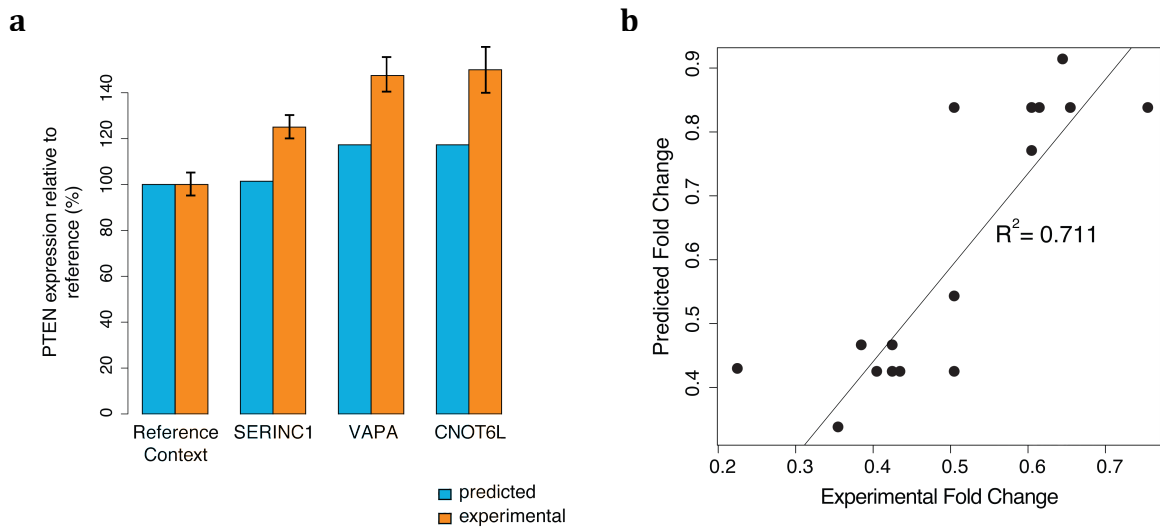 a
PTEN expression relative to
reference (%)
0
20
40
60
80
100
120
140
Reference
Context
SERINC1
VAPA
CNOT6L
predicted
experimental
b
Predicted Fold Change
0.4
0.5
0.6
0.7
0.8
0.9
R²= 0.711
0.2
0.3
0.4
0.5
0.6
0.7
Experimental Fold Change